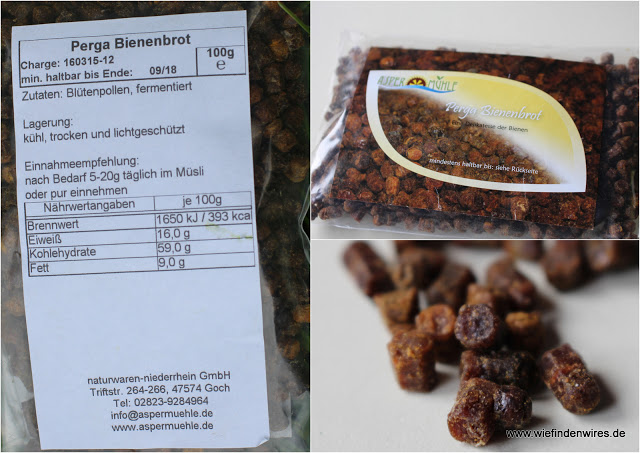 Perga Bienenbrot
Charge: 160315-12
min. haltbar bis Ende: 09/18
100g
e
Zutaten: Blütenpollen, fermentiert
Lagerung:
kühl, trocken und lichtgeschützt
Einnahmeempfehlung:
nach Bedarf 5-20g täglich im Müsli
oder pur einnehmen
Nährwertangaben je 100g
Brennwert 1650 kJ / 393 kcal
Eiweiß 16,0 g
Kohlehydrate 59,0 g
Fett 9,0 g
naturwaren-niederrhein GmbH
Triftstr. 264-266, 47574 Goch
Tel: 02823-9284964
info@aspermuehle.de
www.aspermuehle.de
ASPER MÜHLE
Perga Bienenbrot
der Bienen
mindestens haltbar bis: siehe Rückseite
www.wiefindenwires.de